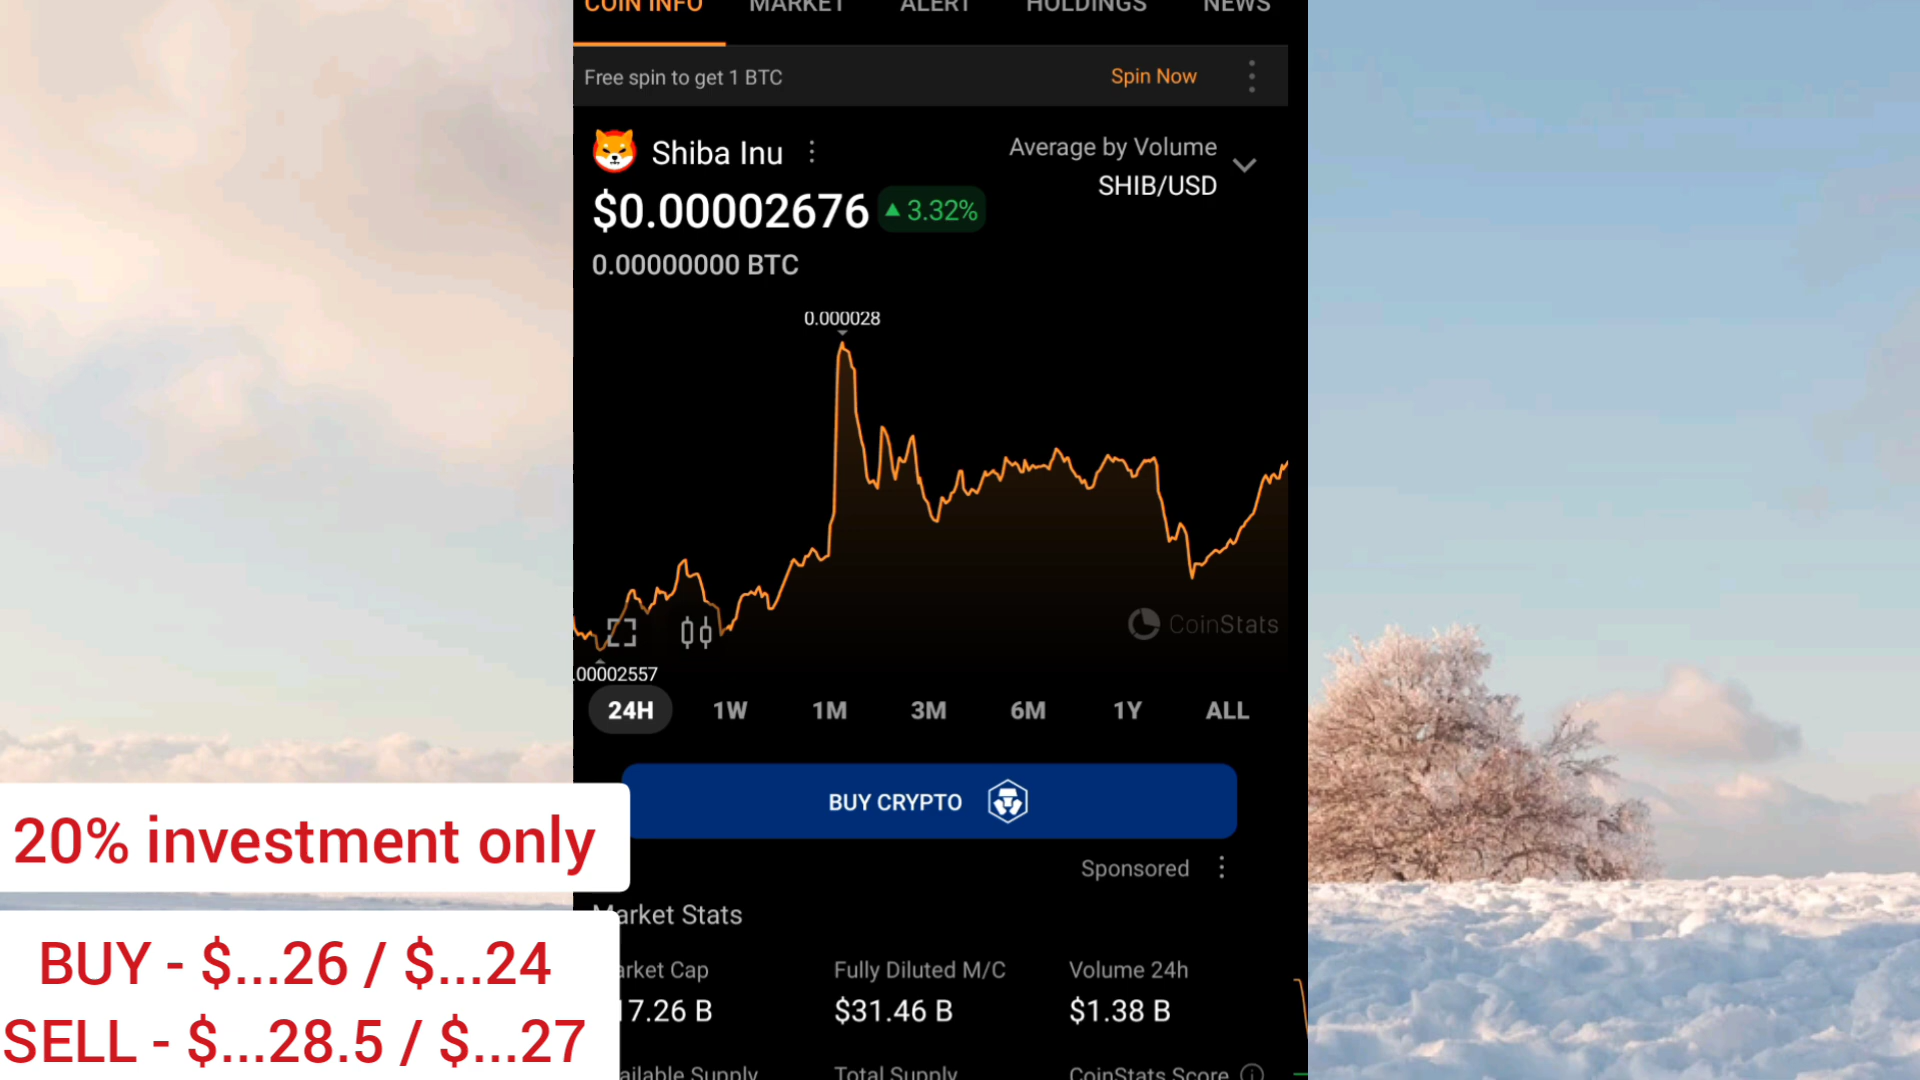 COIN INFO MARKET ALERT HOLDINGS NEWS
Free spin to get 1 BTC Spin Now
Shiba Inu
Average by Volume
SHIB/USD
$0.00002676 3.32%
0.00000000 BTC
0.000028
.00002557
CoinStats
24H 1W 1M 3M 6M 1Y ALL
BUY CRYPTO
Sponsored
20% investment only
Market Stats
arket Cap Fully Diluted M/C Volume 24h
17.26 B $31.46 B $1.38 B
BUY - $...26 / $...24
SELL - $...28.5 / $...27
ailable Supply Total Supply CoinStats Score